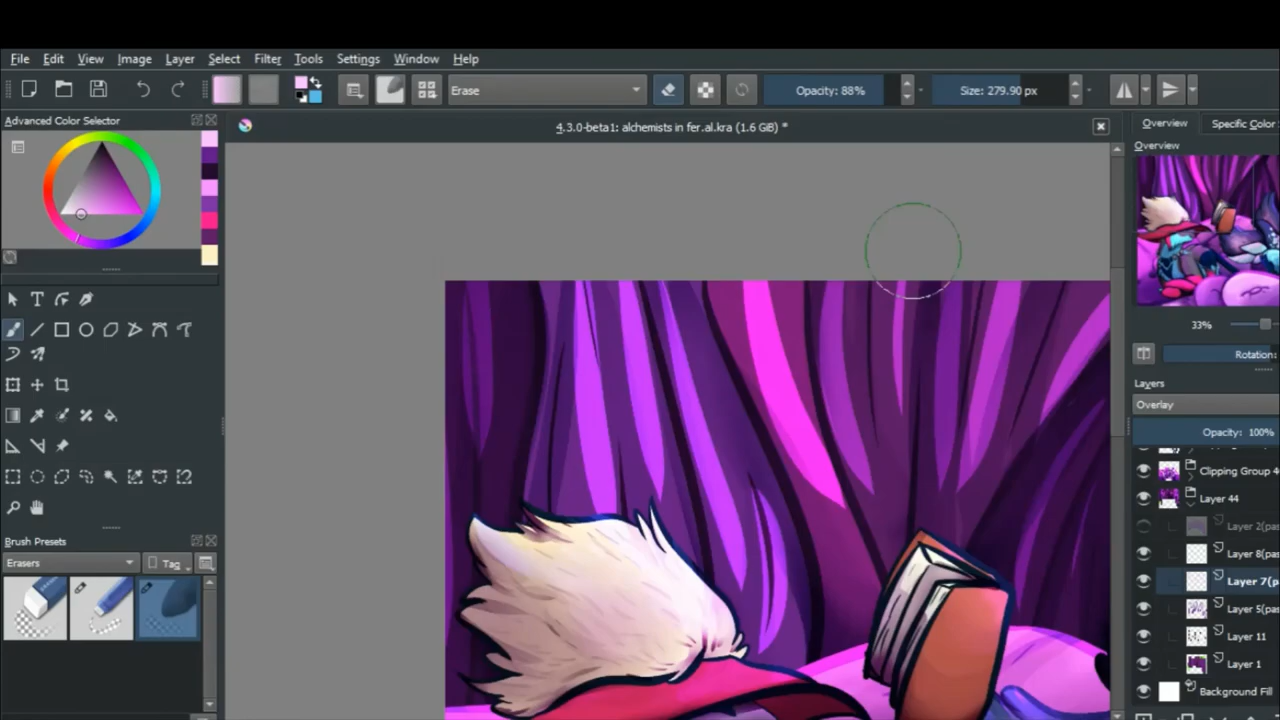 File Edit View Image Layer Select Filter Tools Settings Window Help
Erase Opacity: 88% Size: 279.90 px
Advanced Color Selector
4.3.0-beta1: alchemists in fer.al.kra (1.6 GiB) *
Overview Specific Color
Overview
33%
Rotation:
Layers
Overlay
Opacity: 100%
Clipping Group 4
Layer 44
Layer 2(pas
Layer 8(pas
Layer 7(p
Layer 5(pas
Layer 11
Layer 1
Background Fill
Brush Presets
Erasers Tag